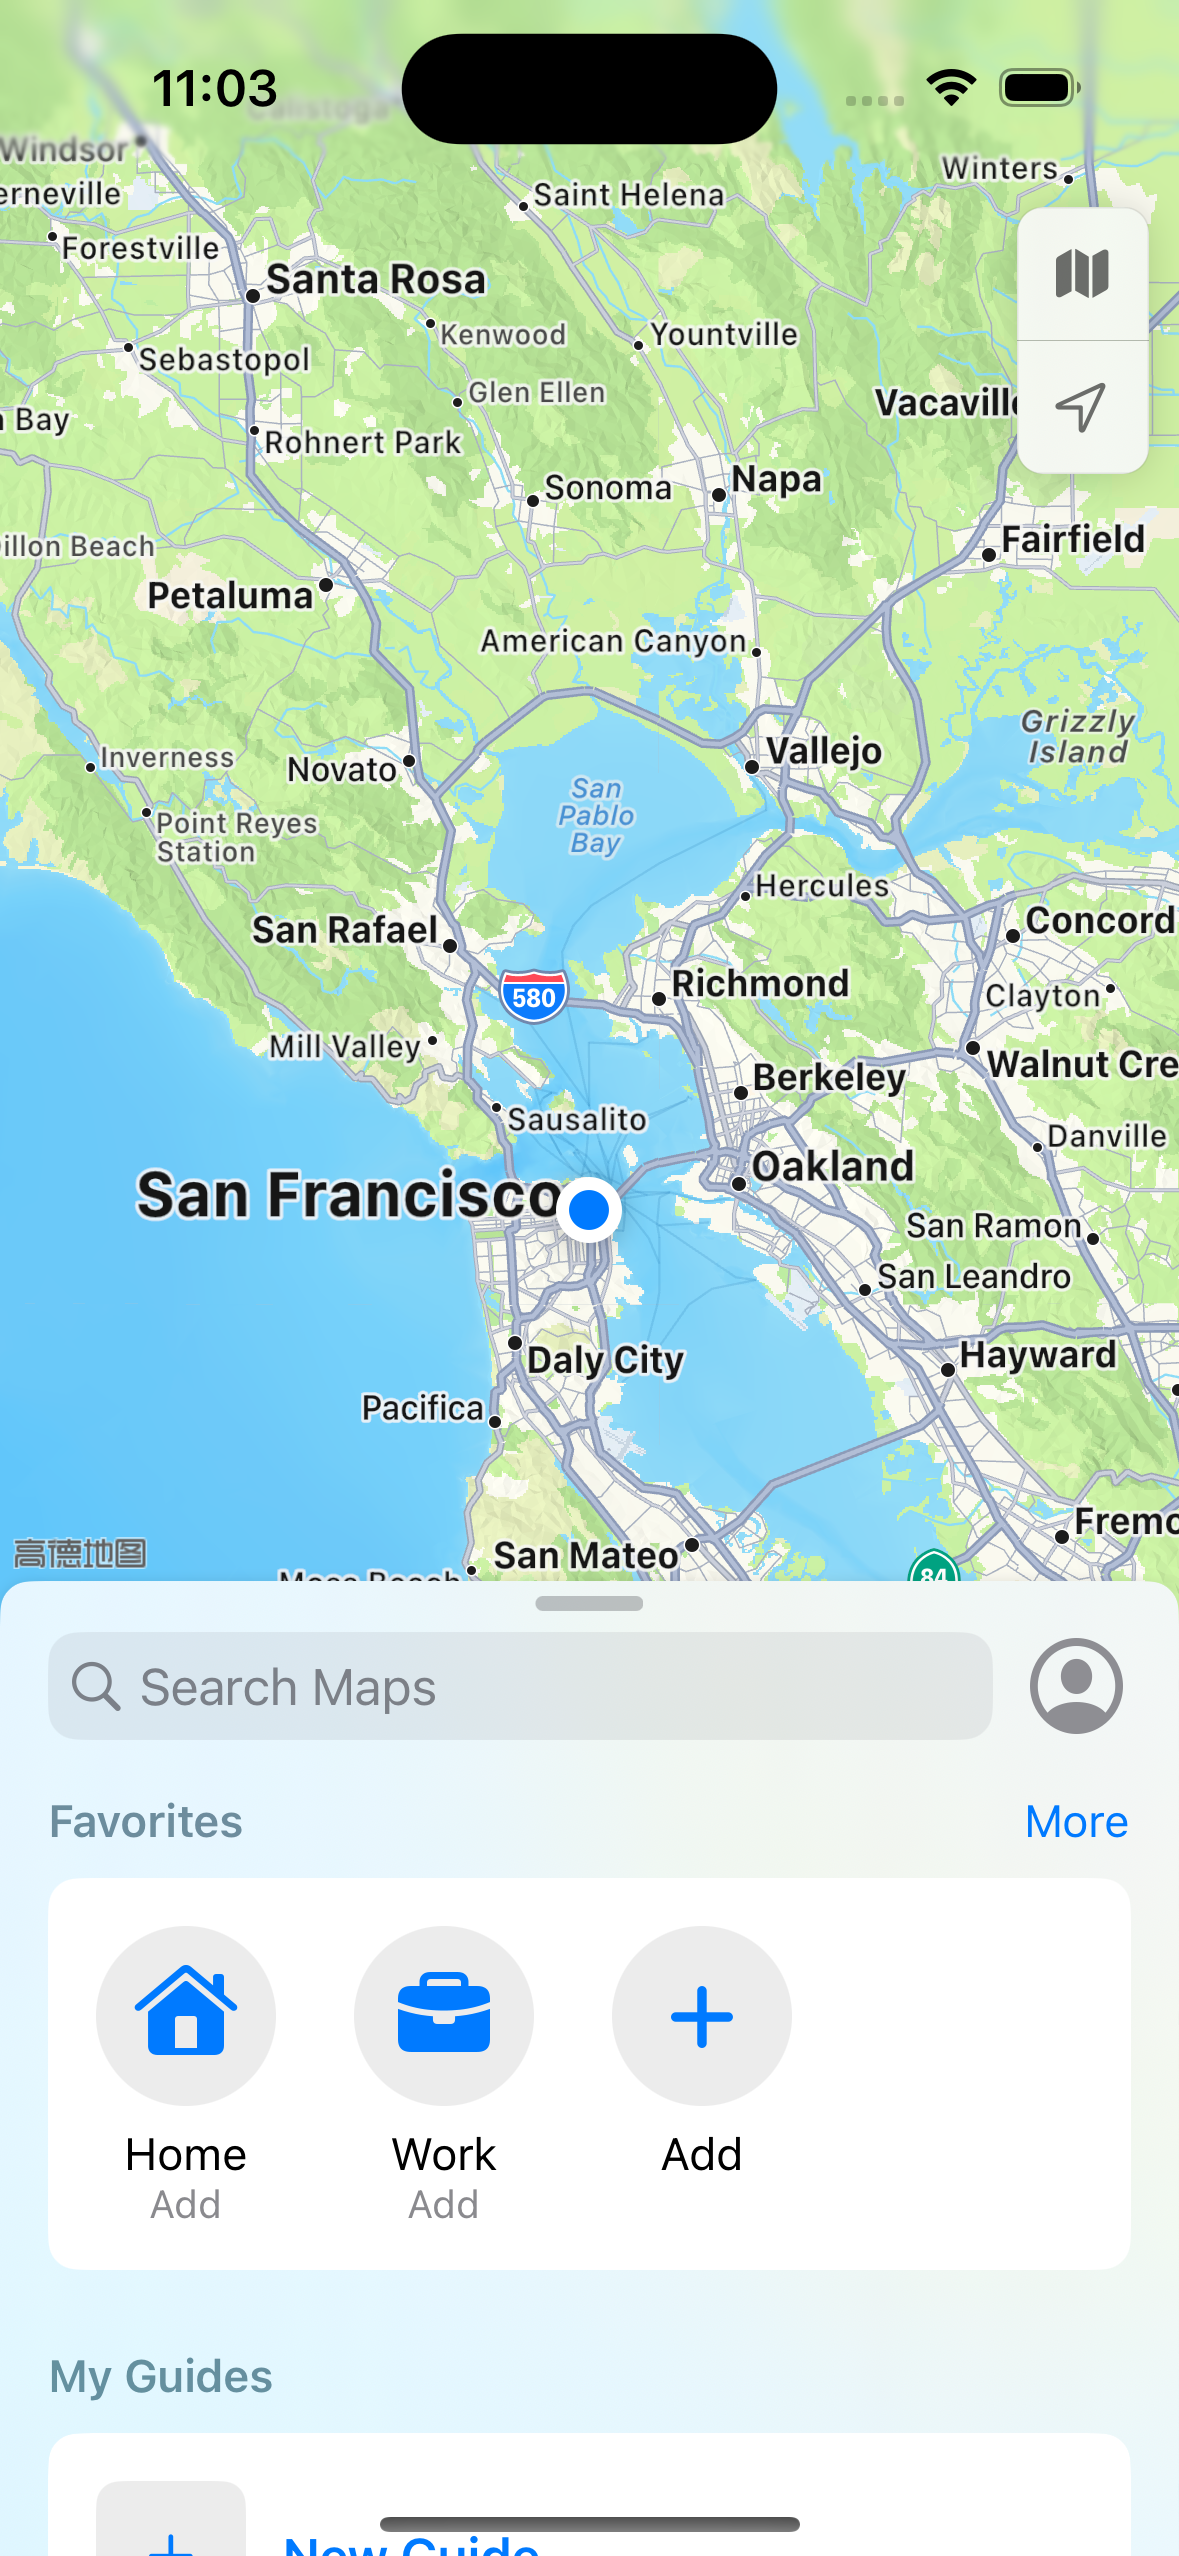 11:03
Calistoga
Windsor
erneville
Saint Helena
Winters
Forestville
Santa Rosa
Kenwood
Yountville
Sebastopol
Glen Ellen
Vacaville
Bay
Rohnert Park
Sonoma
Napa
Fairfield
illon Beach
Petaluma
American Canyon
Grizzly
Island
Inverness
Novato
Vallejo
San
Pablo
Bay
Point Reyes
Station
Hercules
San Rafael
Concord
Richmond
580
Clayton
Mill Valley
Walnut Cre
Berkeley
Sausalito
Danville
San Francisco
Oakland
San Ramon
San Leandro
Daly City
Hayward
Pacifica
Fremo
高德地图
San Mateo
Moss Beach
84
Search Maps
Favorites
More
Home
Add
Work
Add
Add
My Guides
New Guide